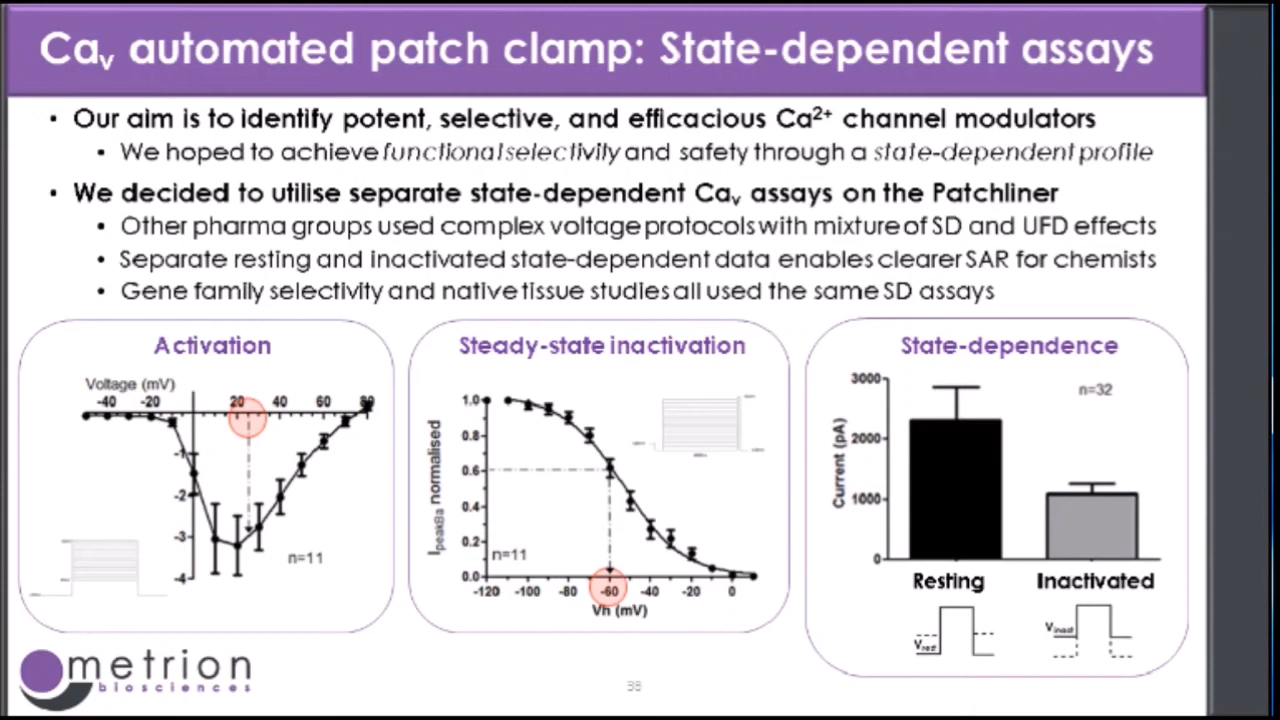 Caᵥ automated patch clamp: State-dependent assays
• Our aim is to identify potent, selective, and efficacious Ca²⁺ channel modulators
• We hoped to achieve functional selectivity and safety through a state-dependent profile
• We decided to utilise separate state-dependent Caᵥ assays on the Patchliner
• Other pharma groups used complex voltage protocols with mixture of SD and UFD effects
• Separate resting and inactivated state-dependent data enables clearer SAR for chemists
• Gene family selectivity and native tissue studies all used the same SD assays
Activation
Voltage (mV)
-40 -20 20 40 60 80
-1
-2
-3
-4
n=11
Steady-state inactivation
I peakBa normalised
1.0
0.8
0.6
0.4
0.2
0.0
n=11
-120 -100 -80 -60 -40 -20 0
Vh (mV)
State-dependence
Current (pA)
3000
2000
1000
0
n=32
Resting Inactivated
Vrest
Vinact
metrion
biosciences
38